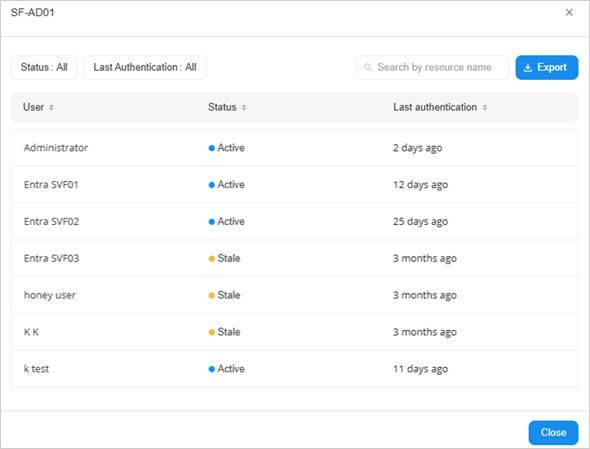 SF-AD01
Status : All Last Authentication : All Search by resource name Export
User Status Last authentication
Administrator Active 2 days ago
Entra SVF01 Active 12 days ago
Entra SVF02 Active 25 days ago
Entra SVF03 Stale 3 months ago
honey user Stale 3 months ago
K K Stale 3 months ago
k test Active 11 days ago
Close